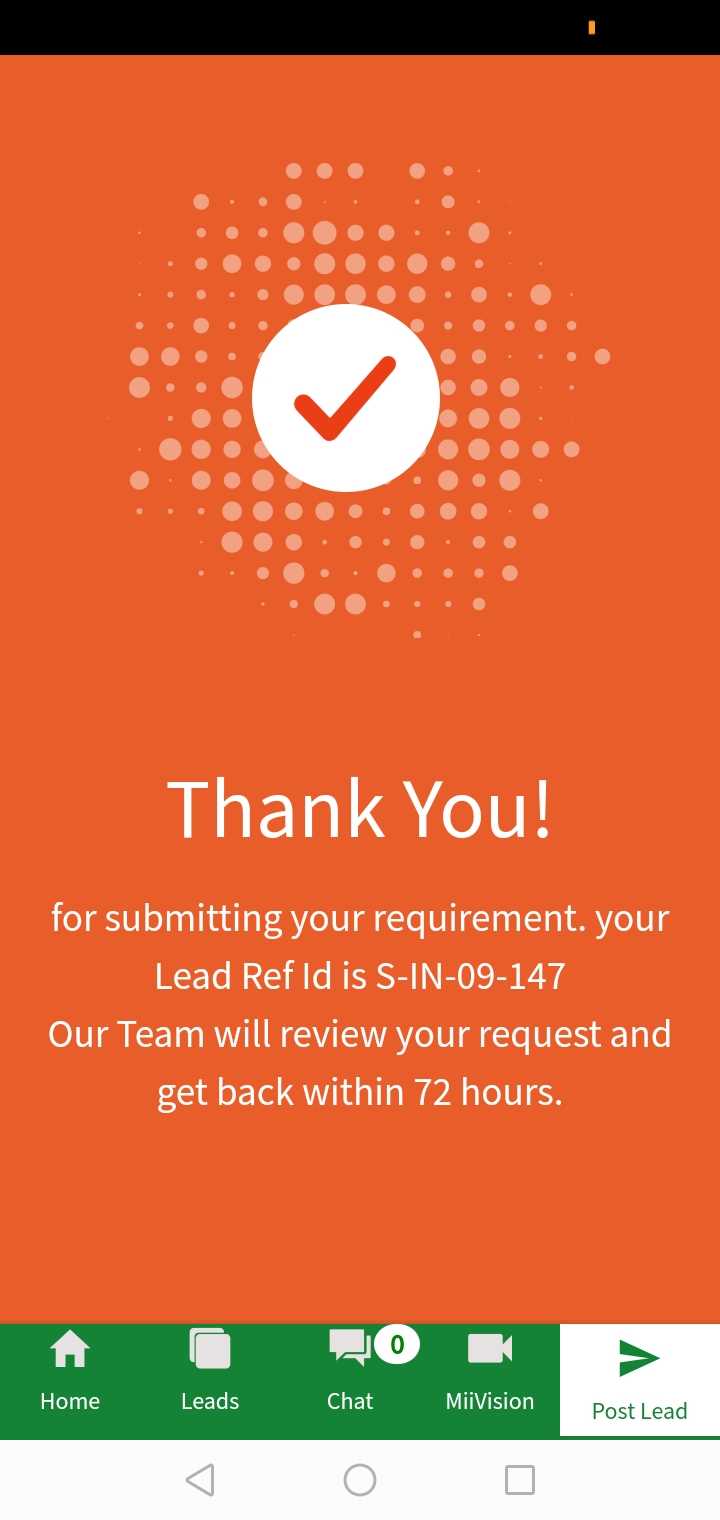 Thank You!
for submitting your requirement. your
Lead Ref Id is S-IN-09-147
Our Team will review your request and
get back within 72 hours.
0
Home
Leads
Chat
MiiVision
Post Lead